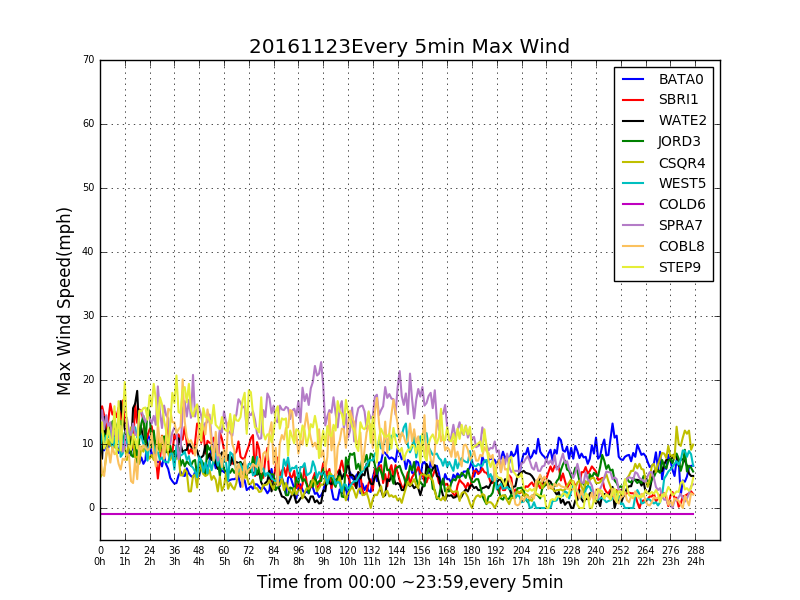 20161123Every 5min Max Wind
70
60
50
40
30
20
10
0
Max Wind Speed(mph)
BATA0
SBRI1
WATE2
JORD3
CSQR4
WEST5
COLD6
SPRA7
COBL8
STEP9
0 12 24 36 48 60 72 84 96 108 120 132 144 156 168 180 192 204 216 228 240 252 264 276 288
0h 1h 2h 3h 4h 5h 6h 7h 8h 9h 10h 11h 12h 13h 14h 15h 16h 17h 18h 19h 20h 21h 22h 23h 24h
Time from 00:00 ~23:59,every 5min